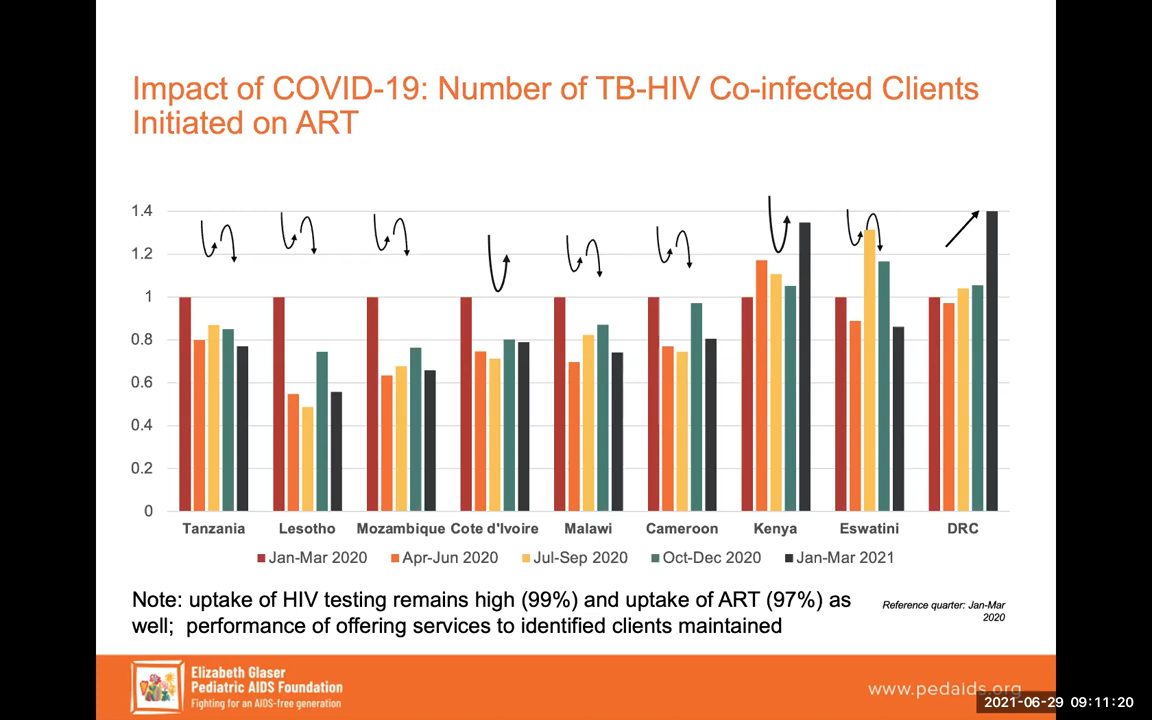 Impact of COVID-19: Number of TB-HIV Co-infected Clients
Initiated on ART
1.4
1.2
1
0.8
0.6
0.4
0.2
0
Tanzania Lesotho Mozambique Cote d'Ivoire Malawi Cameroon Kenya Eswatini DRC
Jan-Mar 2020 Apr-Jun 2020 Jul-Sep 2020 Oct-Dec 2020 Jan-Mar 2021
Note: uptake of HIV testing remains high (99%) and uptake of ART (97%) as
well; performance of offering services to identified clients maintained
Reference quarter: Jan-Mar
2020
Elizabeth Glaser
Pediatric AIDS Foundation
Fighting for an AIDS-free generation
www.pedaids.org
2021-06-29 09:11:20